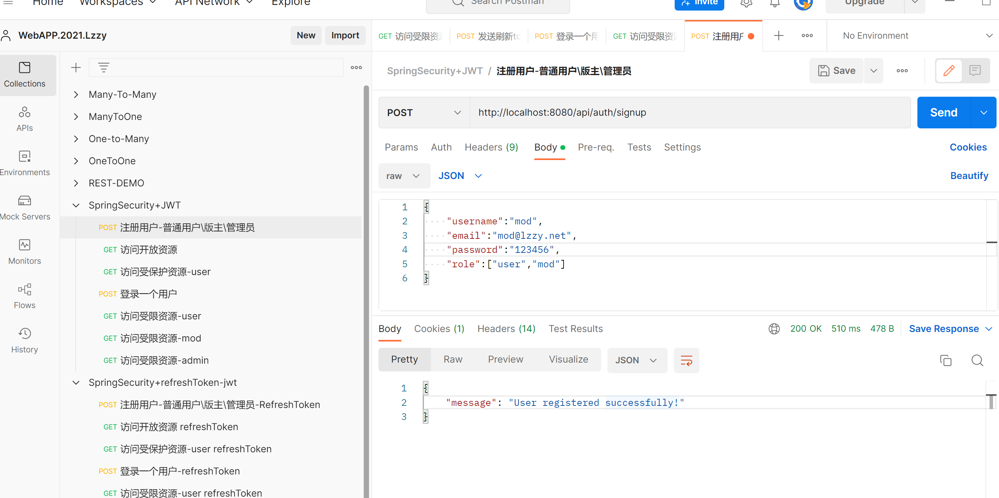 Home Workspaces API Network Explore Search Postman Invite Upgrade
WebAPP.2021.Lzzy New Import
GET 访问受限资 POST 发送刷新to POST 登录一个用 GET 访问受限资 POST 注册用 No Environment
Collections
APIs
Environments
Mock Servers
Monitors
Flows
History
Many-To-Many
ManyToOne
One-to-Many
OneToOne
REST-DEMO
SpringSecurity+JWT
POST 注册用户-普通用户\版主\管理员
GET 访问开放资源
GET 访问受保护资源-user
POST 登录一个用户
GET 访问受限资源-user
GET 访问受限资源-mod
GET 访问受限资源-admin
SpringSecurity+refreshToken-jwt
POST 注册用户-普通用户\版主\管理员-RefreshToken
GET 访问开放资源 refreshToken
GET 访问受保护资源-user refreshToken
POST 登录一个用户-refreshToken
GET 访问受限资源-user refreshToken
SpringSecurity+JWT / 注册用户-普通用户\版主\管理员 Save
POST http://localhost:8080/api/auth/signup Send
Params Auth Headers (9) Body Pre-req. Tests Settings Cookies
raw JSON Beautify
1 {
2 "username":"mod",
3 "email":"mod@lzzy.net",
4 "password":"123456",
5 "role":["user","mod"]
6 }
Body Cookies (1) Headers (14) Test Results 200 OK 510 ms 478 B Save Response
Pretty Raw Preview Visualize JSON
1 {
2 "message": "User registered successfully!"
3 }